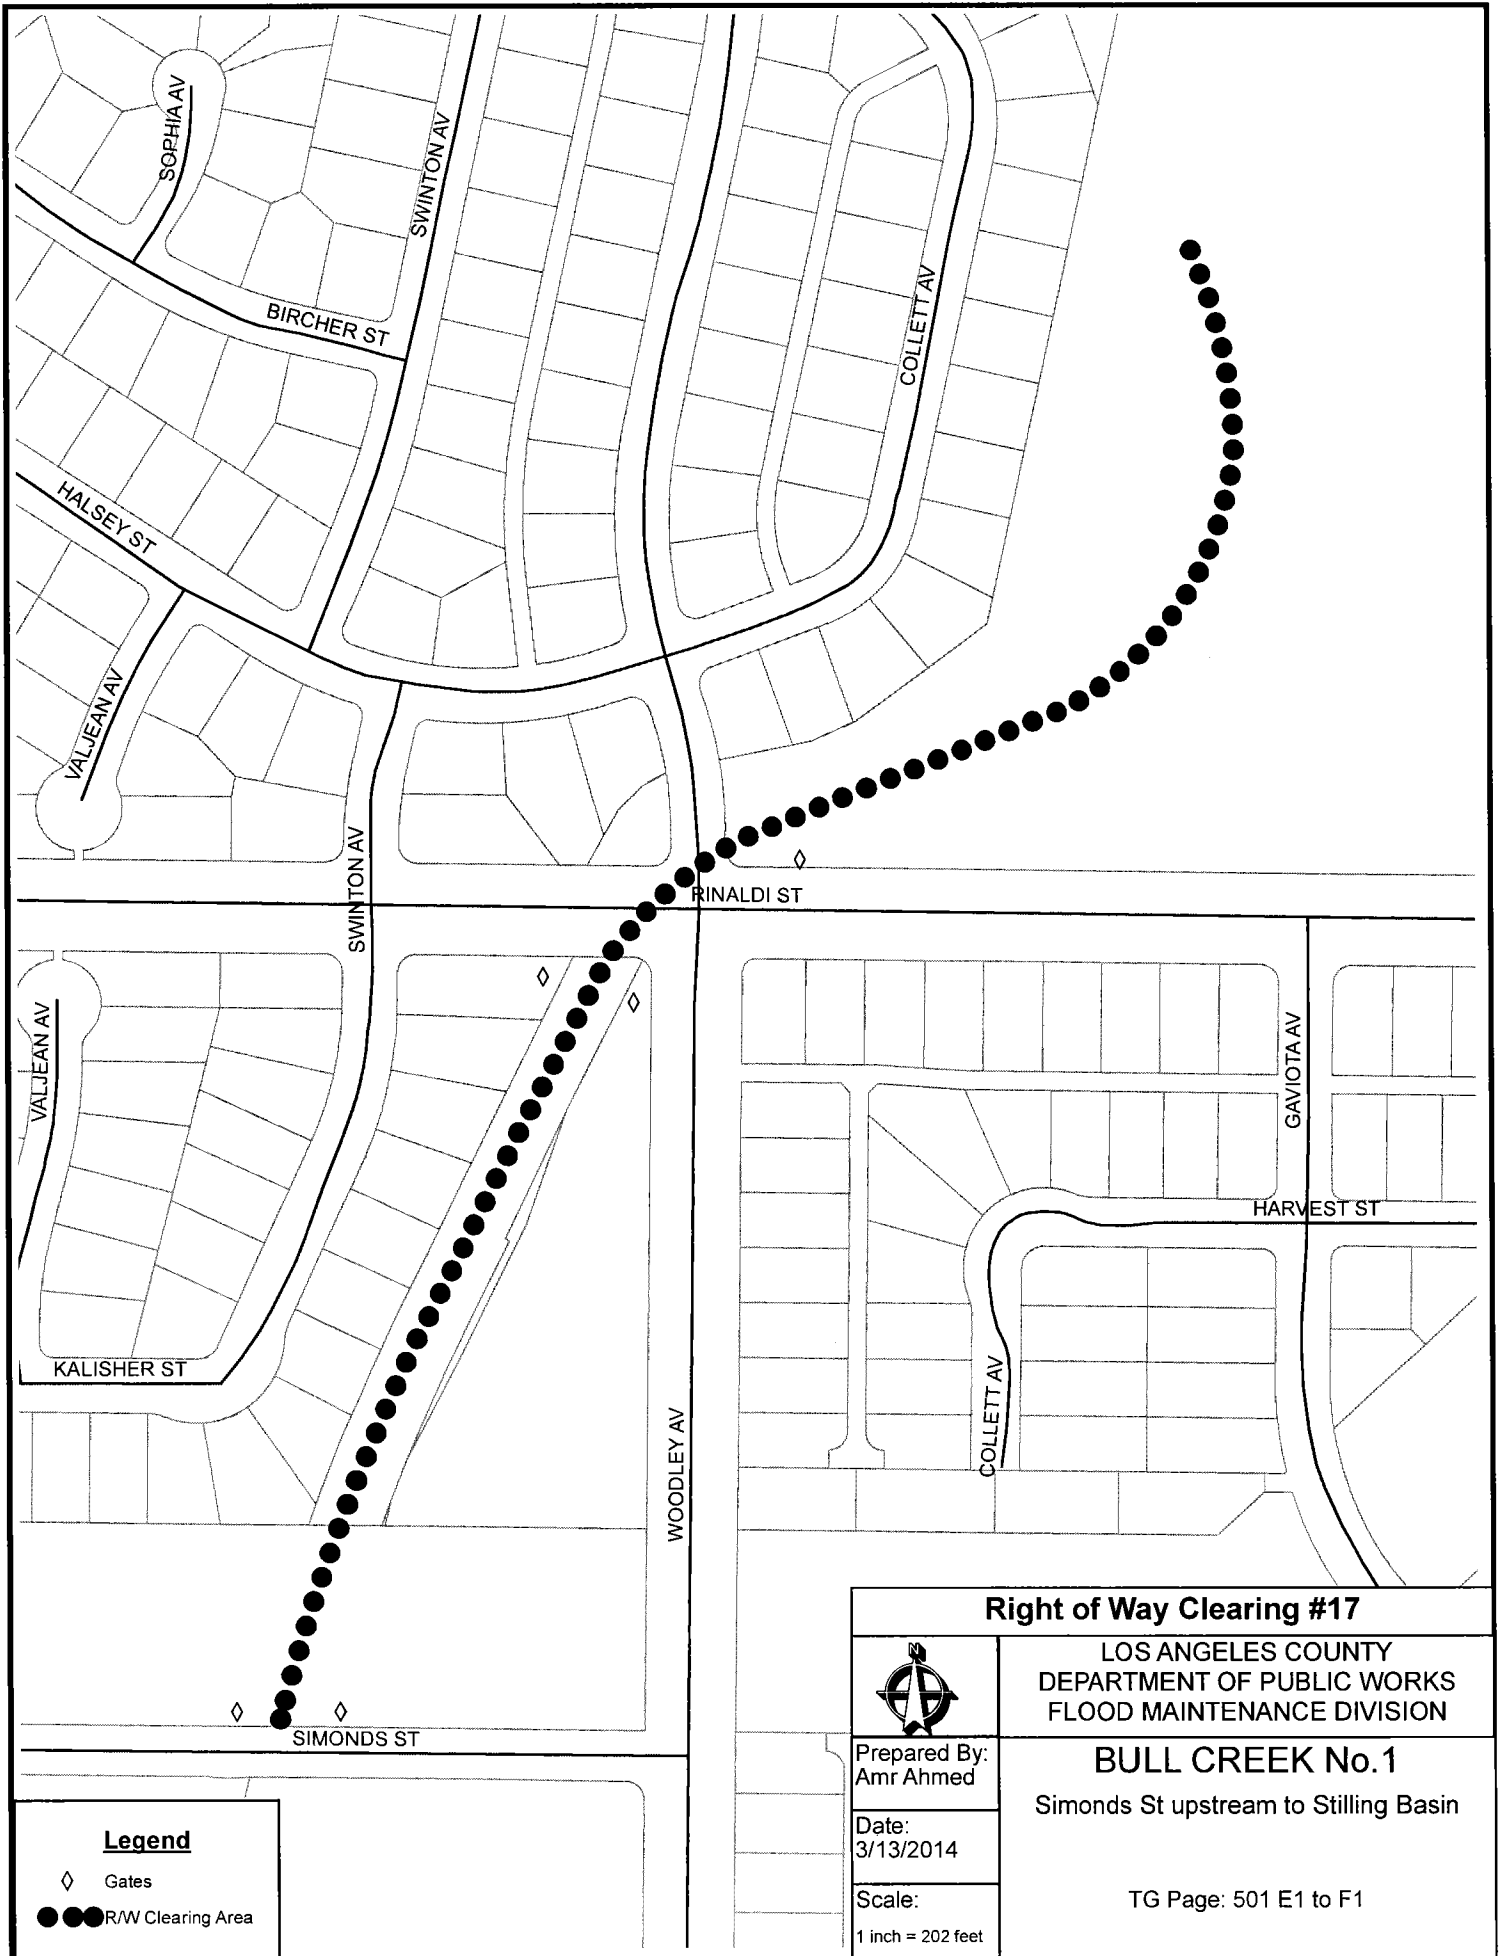 SOPHIA AV
SWINTON AV
BIRCHER ST
COLLETT AV
HALSEY ST
VALJEAN AV
SWINTON AV
RINALDI ST
VALJEAN AV
GAVIOTA AV
HARVEST ST
KALISHER ST
COLLETT AV
WOODLEY AV
SIMONDS ST
Legend
Gates
R/W Clearing Area
Right of Way Clearing #17
N
LOS ANGELES COUNTY
DEPARTMENT OF PUBLIC WORKS
FLOOD MAINTENANCE DIVISION
Prepared By:
Amr Ahmed
BULL CREEK No.1
Simonds St upstream to Stilling Basin
Date:
3/13/2014
Scale:
1 inch = 202 feet
TG Page: 501 E1 to F1